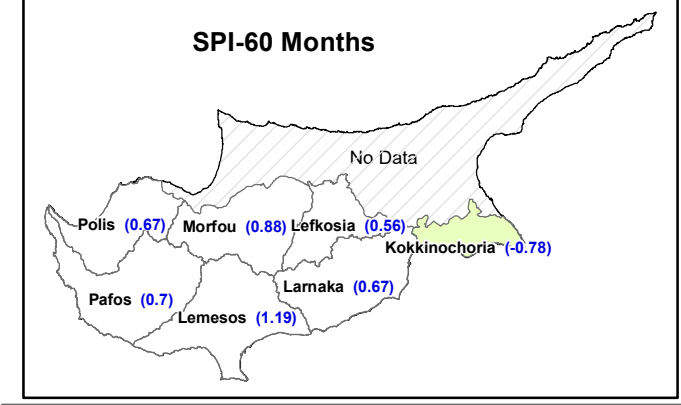 SPI-60 Months
No Data
Polis (0.67)
Morfou (0.88)
Lefkosia (0.56)
Kokkinochoria (-0.78)
Pafos (0.7)
Larnaka (0.67)
Lemesos (1.19)